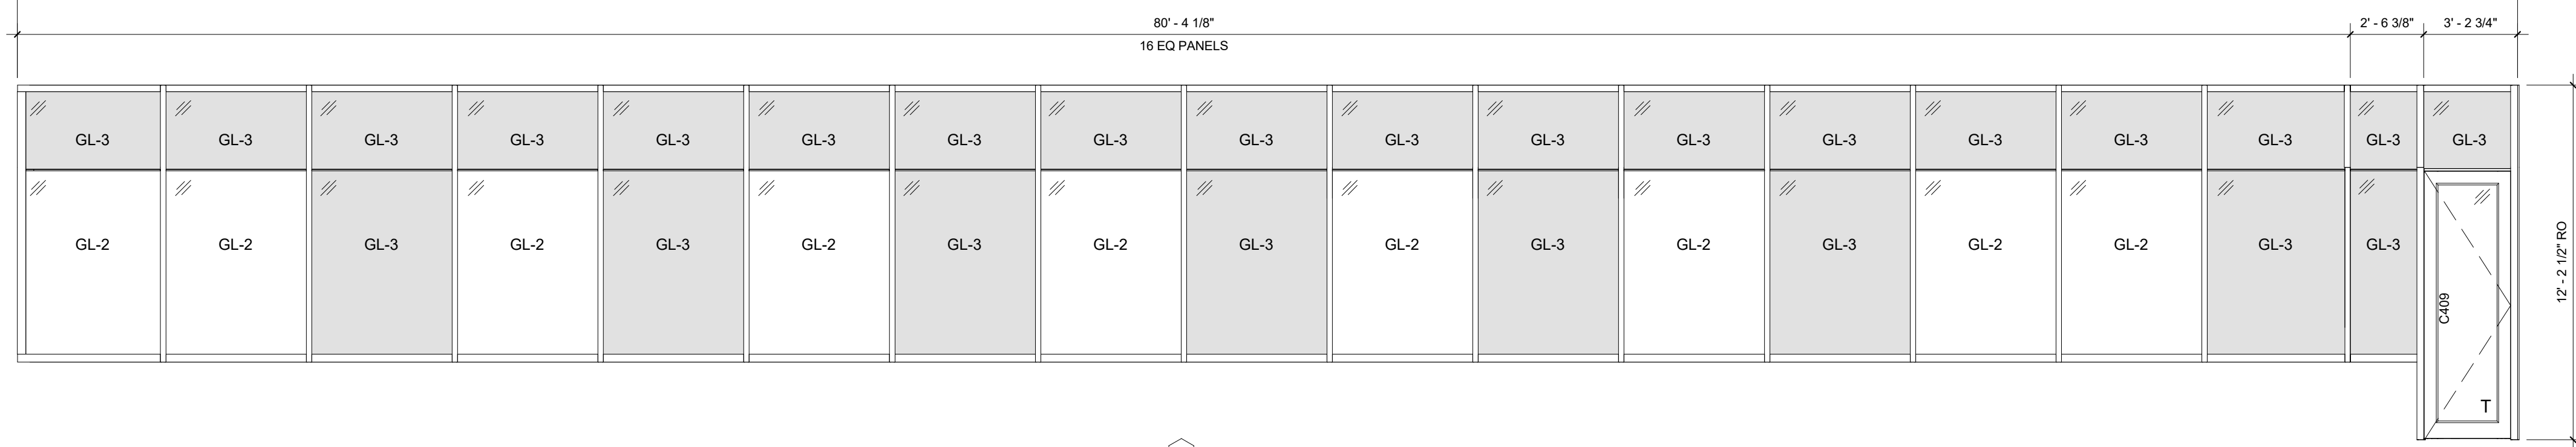 80' - 4 1/8" 2' - 6 3/8" 3' - 2 3/4"
16 EQ PANELS
GL-3 GL-3 GL-3 GL-3 GL-3 GL-3 GL-3 GL-3 GL-3 GL-3 GL-3 GL-3 GL-3 GL-3 GL-3 GL-3 GL-3 GL-3
GL-2 GL-2 GL-3 GL-2 GL-3 GL-2 GL-3 GL-2 GL-3 GL-2 GL-3 GL-2 GL-3 GL-2 GL-2 GL-3 GL-3
C409
T
12' - 2 1/2" RO